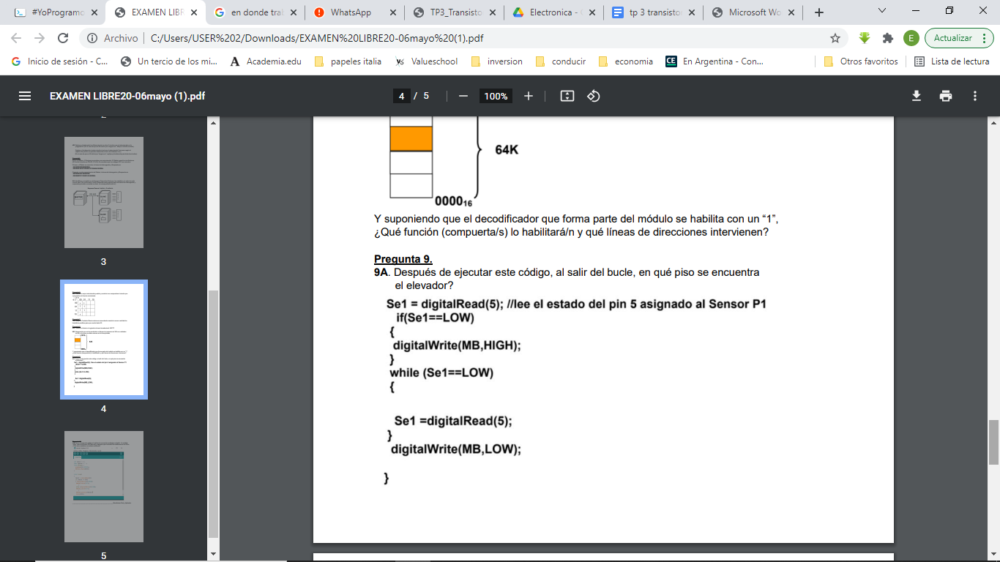 #YoProgramo
EXAMEN LIBR
en donde tra
WhatsApp
TP3_Transisto
Electronica -
tp 3 transisto
Microsoft Wo
Archivo
C:/Users/USER%202/Downloads/EXAMEN%20LIBRE20-06mayo%20(1).pdf
E
Actualizar
Inicio de sesión - C...
Un tercio de los mi...
Academia.edu
papeles italia
Valueschool
inversion
conducir
economia
CE
En Argentina - Con...
Otros favoritos
Lista de lectura
EXAMEN LIBRE20-06mayo (1).pdf
4 / 5
100%
3
4
5
64K
0000₁₆
Y suponiendo que el decodificador que forma parte del módulo se habilita con un “1”,
¿Qué función (compuerta/s) lo habilitará/n y qué líneas de direcciones intervienen?
Pregunta 9.
9A. Después de ejecutar este código, al salir del bucle, en qué piso se encuentra
el elevador?
Se1 = digitalRead(5); //lee el estado del pin 5 asignado al Sensor P1
if(Se1==LOW)
{
digitalWrite(MB,HIGH);
}
while (Se1==LOW)
{
Se1 =digitalRead(5);
}
digitalWrite(MB,LOW);
}